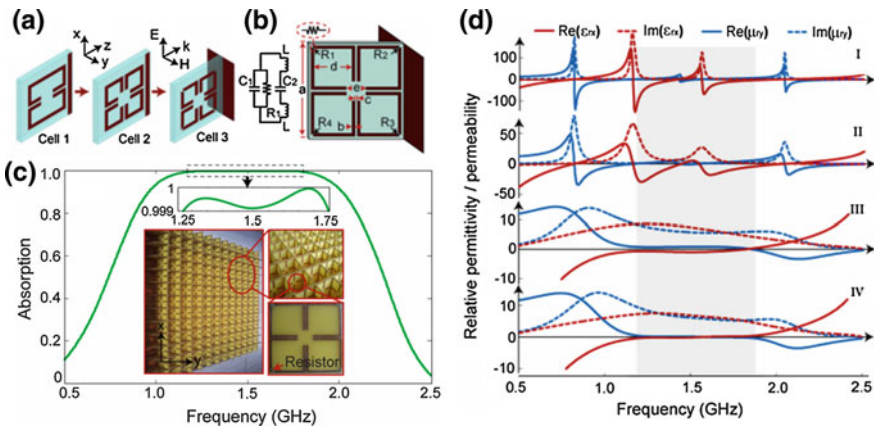 (a)
x
z
y
E
k
H
Cell 1
Cell 2
Cell 3
(b)
L
C1
C2
R1
L
R1
R2
d
a
e
c
b
R4
R3
(c)
Absorption
1.0
0.8
0.6
0.4
0.2
0
1
0.999
1.25 1.5 1.75
x
y
Resistor
0.5 1.0 1.5 2.0 2.5
Frequency (GHz)
(d)
Re(εrx) Im(εrx) Re(μry) Im(μry)
Relative permittivity / permeability
I
100
0
-100
II
50
0
-50
III
10
0
-10
IV
10
0
-10
0.5 1.0 1.5 2.0 2.5
Frequency (GHz)